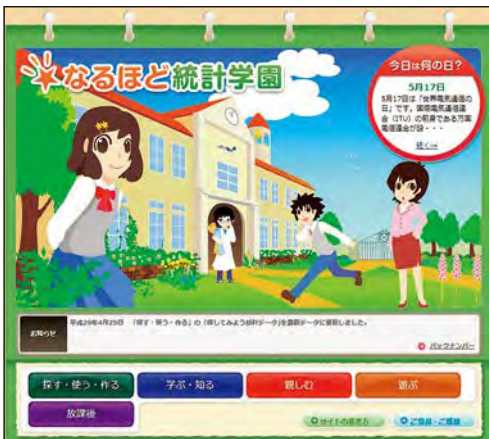 なるほど統計学園
今日は何の日?
5月17日
5月17日は「世界電気通信の
日」です。国際電気通信連
合(ITU)の前身である万国
電信連合が設・・・
続く→
お知らせ
平成29年4月25日 「探す・使う・作る」の「探してみよう統計データ」を最新データに更新しました。
バックナンバー
探す・使う・作る
学ぶ・知る
親しむ
遊ぶ
放課後
サイトの歩き方
ご意見・ご感想